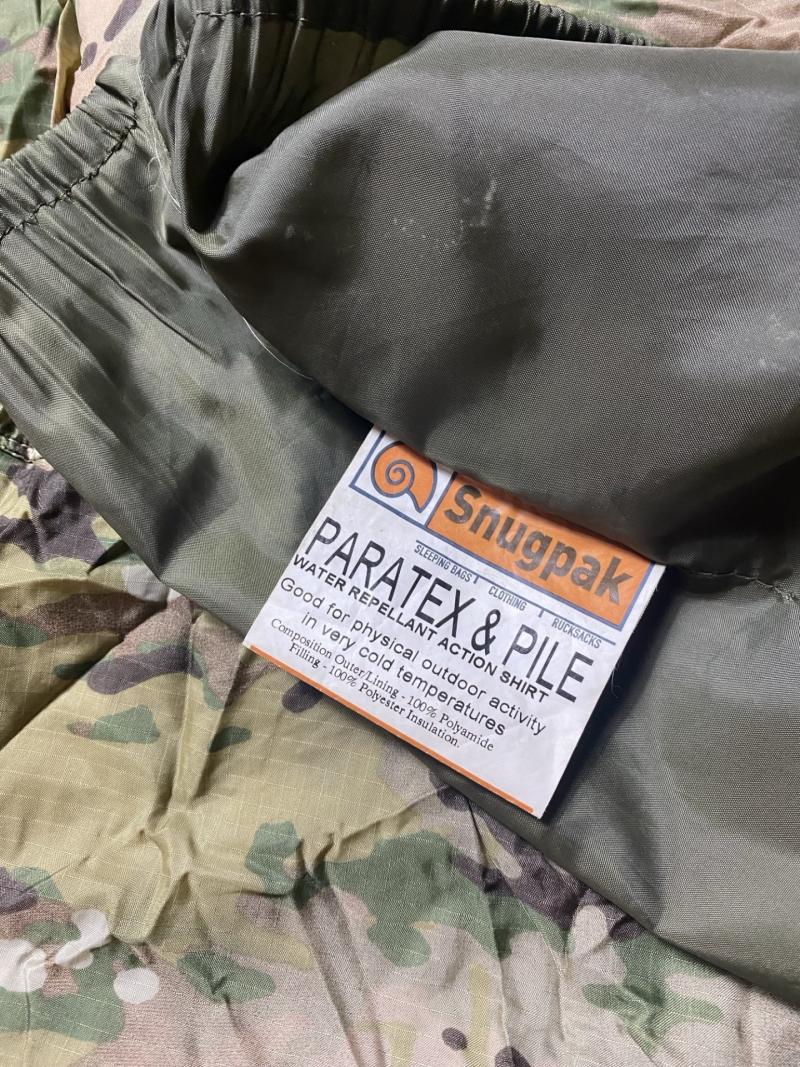 Snugpak
SLEEPING BAGS CLOTHING RUCKSACKS
PARATEX & PILE
WATER REPELLANT ACTION SHIRT
Good for physical outdoor activity
in very cold temperatures
Composition Outer/Lining - 100% Polyamide
Filling - 100% Polyester Insulation.